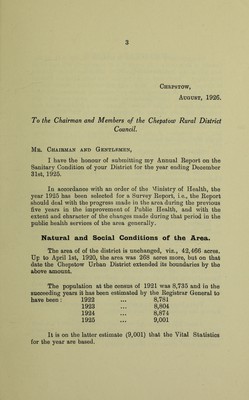 3
Chepstow,
August, 1926.
To the Chairman and Members of the Chepstow Rural District
Council.
Mr. Chairman and Gentlemen,
I have the honour of submitting my Annual Report on the
Sanitary Condition of your District for the year ending December
31st, 1925.
In accordance with an order of the Ministry of Health, the
year 1925 has been selected for a Survey Report, i e., the Report
should deal with the progress made in the area during the previous
five years in the improvement of Public Health, and with the
extent and character of the changes made during that period in the
public health services of the area generally.
Natural and Social Conditions of the Area.
The area of of the district is unchanged, viz., 42,466 acres.
Up to April 1st, 1920, the area was 268 acres more, but on that
date the Chepstow Urban District extended its boundaries by the
above amount.
The population at the census of 1921 was 8,735 and in the
succeeding years it has been estimated by the Registrar General to
have been : 1922 ... 8,781
1923 ... 8,804
1924 ... 8,874
1925 ... 9,001
It is on the latter estimate (9,001) that the Vital Statistics
for the year are based.